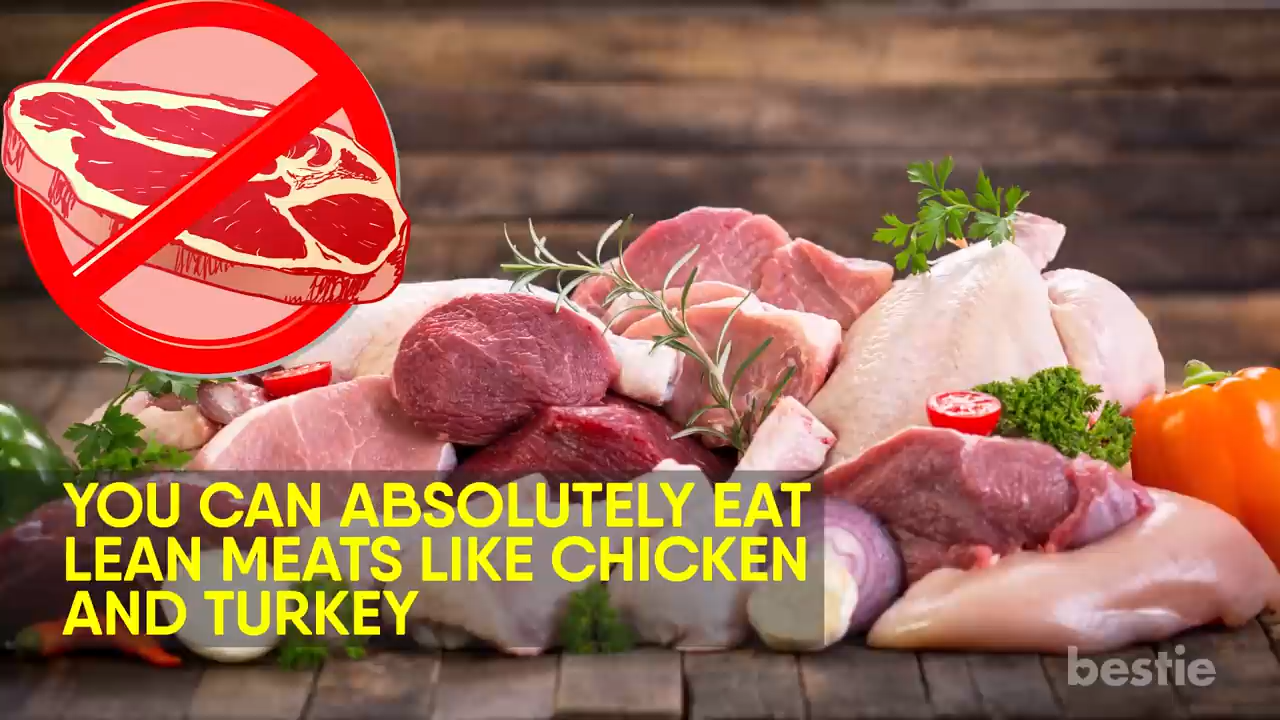 YOU CAN ABSOLUTELY EAT
LEAN MEATS LIKE CHICKEN
AND TURKEY
bestie